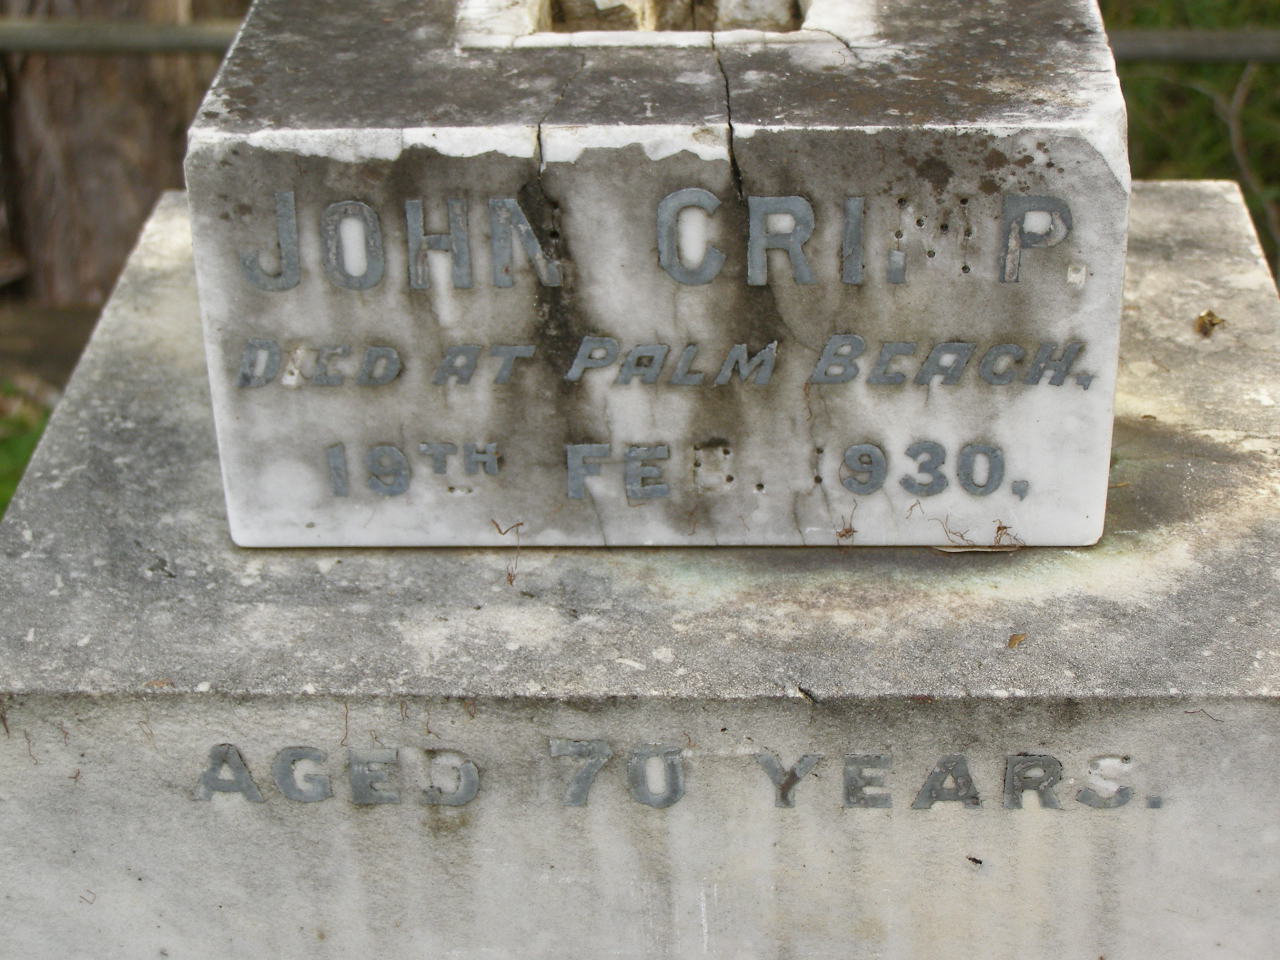 JOHN CRIMP.
DIED AT PALM BEACH,
19TH FEB. 1930,
AGED 70 YEARS.